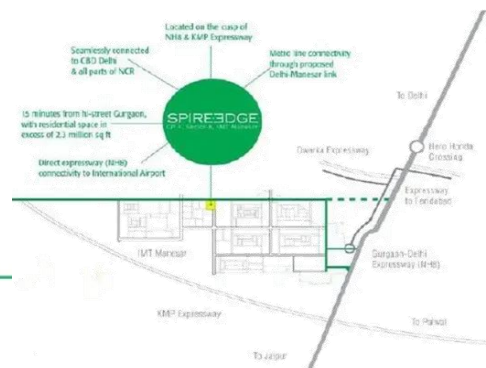 Located on the cusp of
NH8 & KMP Expressway
Seamlessly connected
to CBD Delhi
& all parts of NCR
Metro line connectivity
through proposed
Delhi-Manesar link
15 minutes from hi-street Gurgaon,
with residential space in
excess of 2.3 million sq ft
SPIREEDGE
Direct expressway (NH8)
connectivity to International Airport
To Delhi
Dwarka Expressway
Hero Honda
Crossing
Expressway
to Faridabad
IMT Manesar
Gurgaon-Delhi
Expressway (NH8)
KMP Expressway
To Palwal
To Jaipur